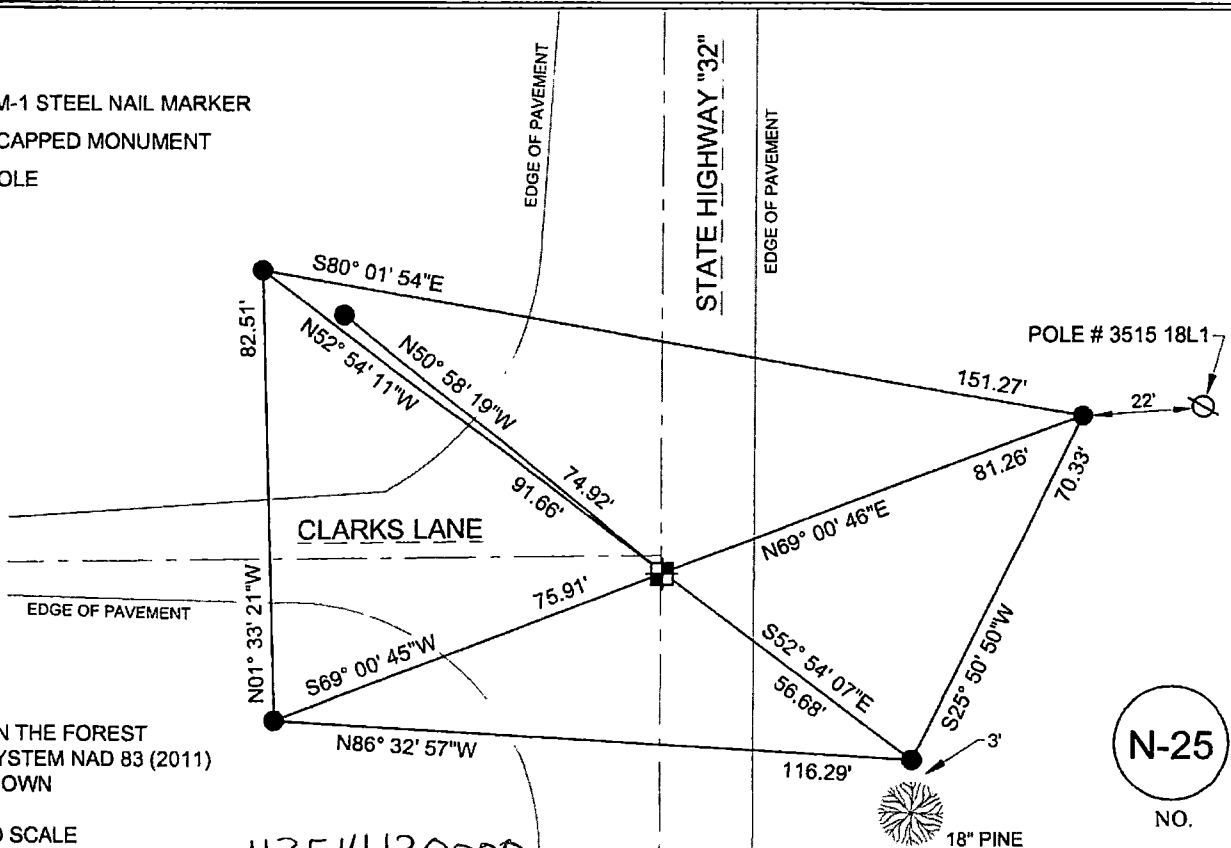 M-1 STEEL NAIL MARKER
CAPPED MONUMENT
OLE
EDGE OF PAVEMENT
STATE HIGHWAY "32"
EDGE OF PAVEMENT
S80° 01' 54"E
82.51'
N52° 54' 11"W
N50° 58' 19"W
POLE # 3515 18L1
151.27'
22'
74.92'
91.66'
81.26'
70.33'
CLARKS LANE
N69° 00' 46"E
EDGE OF PAVEMENT
N01° 33' 21"W
75.91'
S69° 00' 45"W
S52° 54' 07"E
56.68'
S25° 50' 50"W
N86° 32' 57"W
116.29'
3'
18" PINE
N-25
NO.
N THE FOREST
YSTEM NAD 83 (2011)
OWN
SCALE